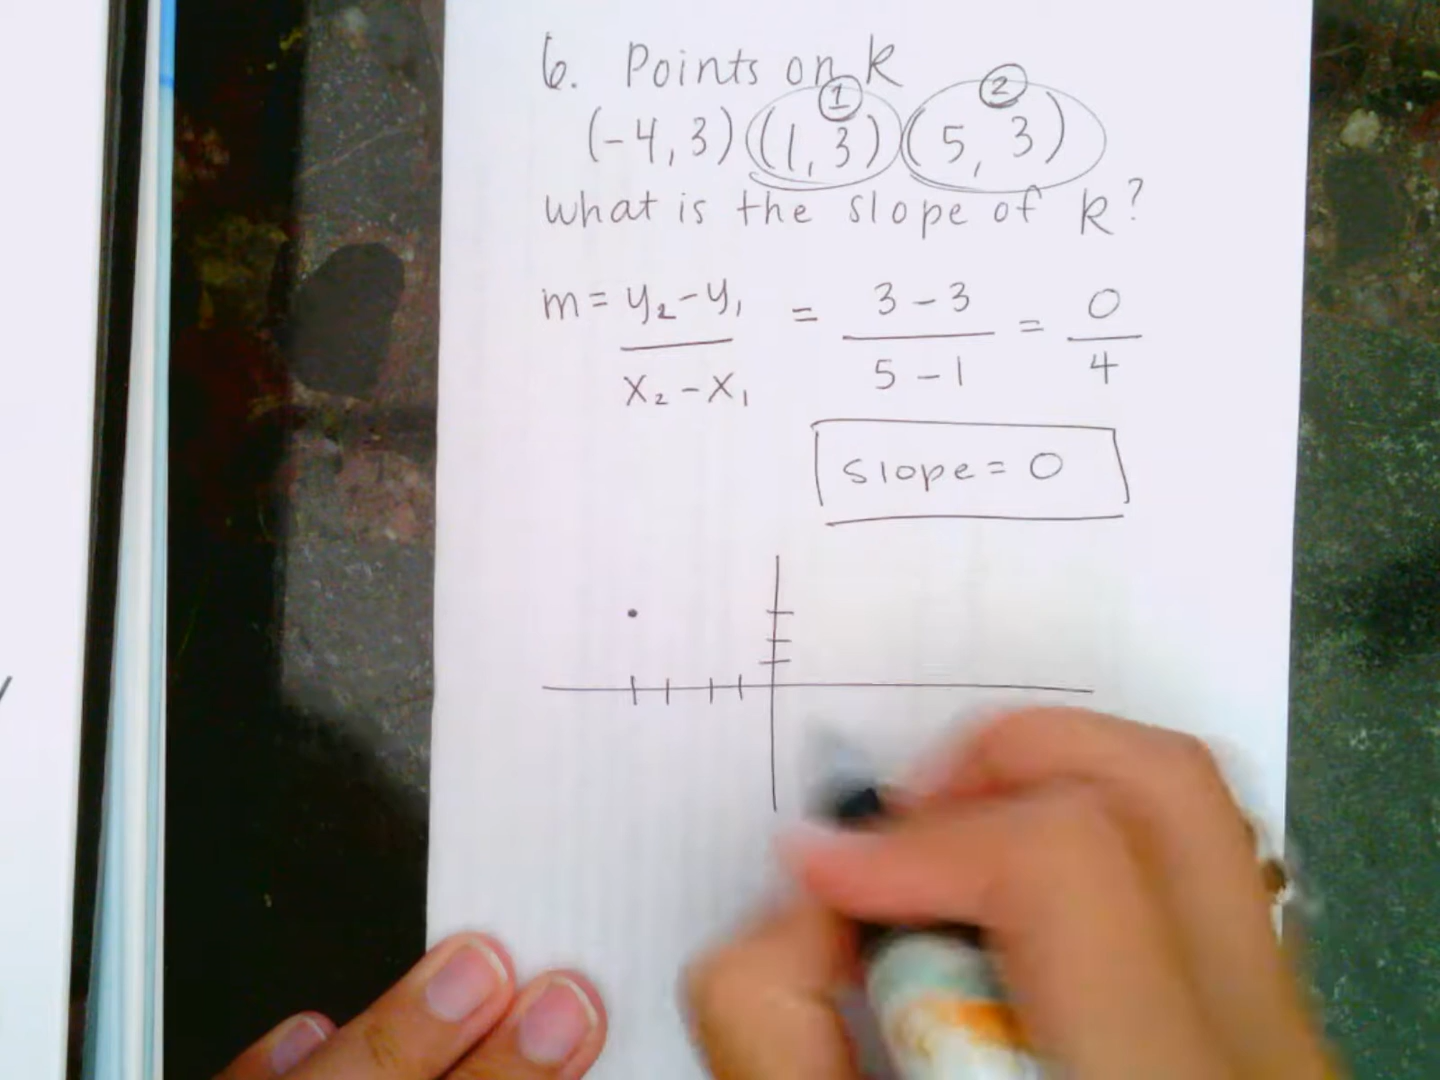 6. Points on k
① ②
(-4,3) (1,3) (5,3)
what is the slope of k?
m = y₂-y₁ = 3-3 = 0
x₂-x₁ 5-1 4
slope = 0